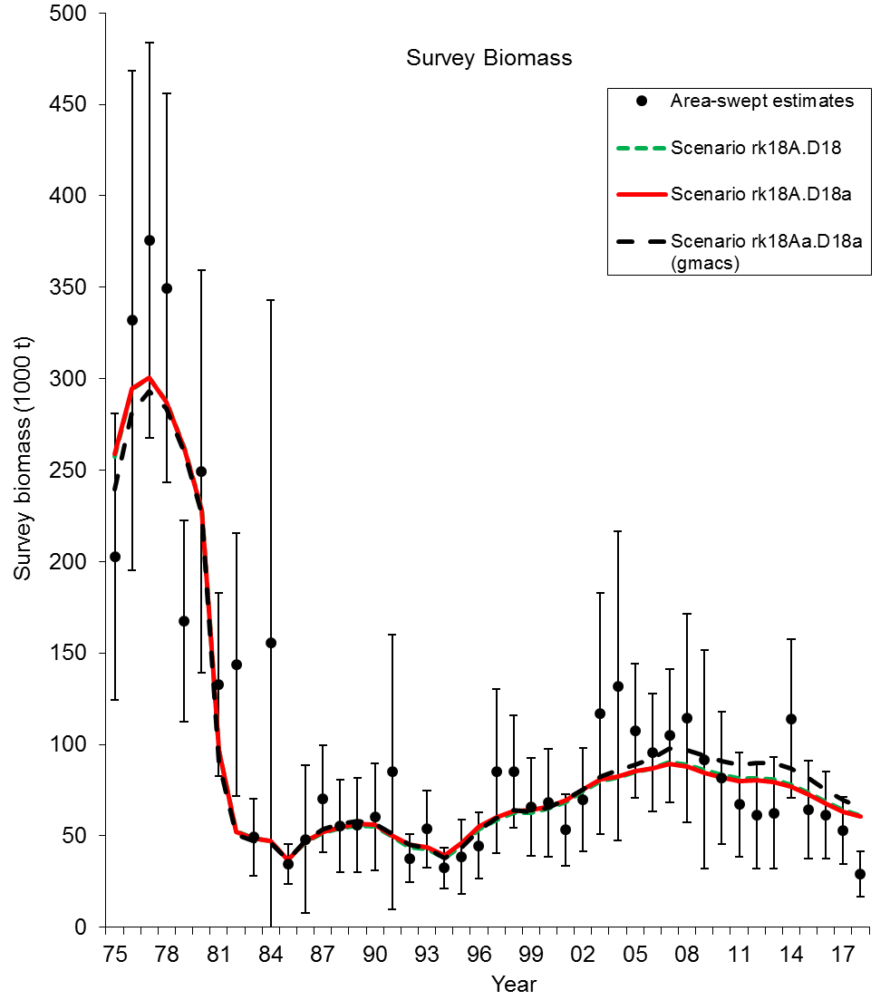 Survey Biomass
Area-swept estimates
Scenario rk18A.D18
Scenario rk18A.D18a
Scenario rk18Aa.D18a
(gmacs)
500
450
400
350
300
250
200
150
100
50
0
Survey biomass (1000 t)
75 78 81 84 87 90 93 96 99 02 05 08 11 14 17
Year